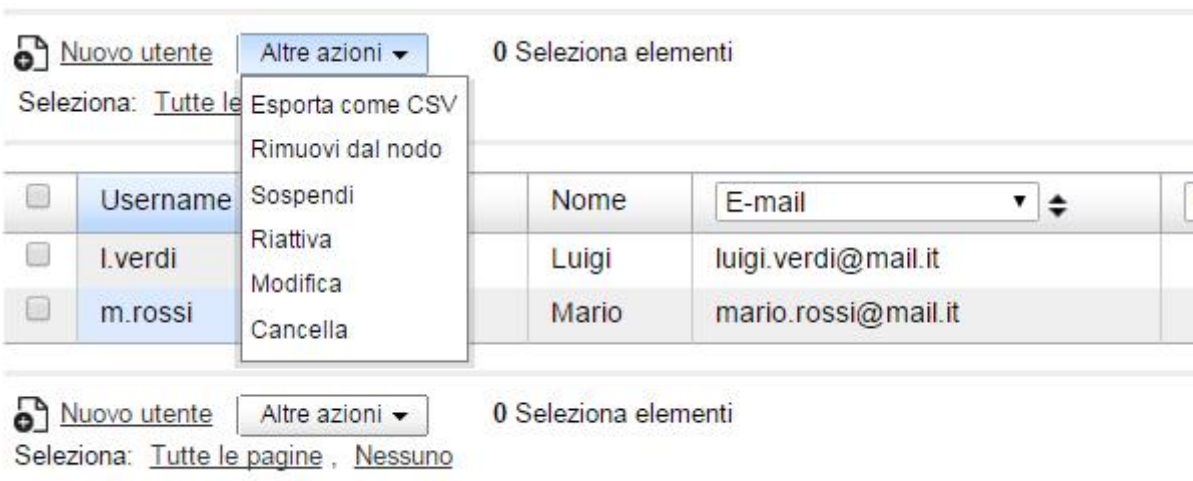 Nuovo utente Altre azioni 0 Seleziona elementi
Seleziona: Tutte le
Esporta come CSV
Rimuovi dal nodo
Sospendi
Riattiva
Modifica
Cancella
Username Nome E-mail
l.verdi Luigi luigi.verdi@mail.it
m.rossi Mario mario.rossi@mail.it
Nuovo utente Altre azioni 0 Seleziona elementi
Seleziona: Tutte le pagine , Nessuno